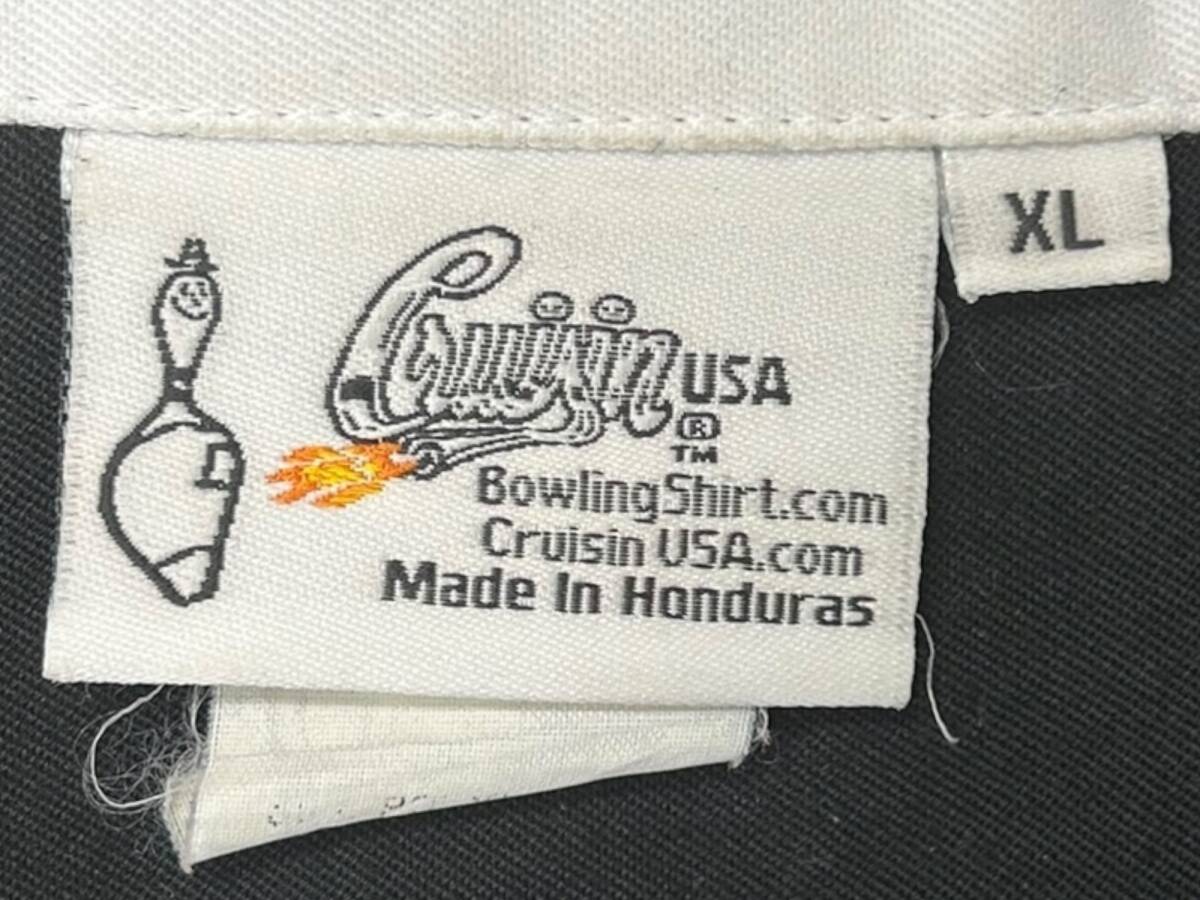 XL
Cruisin USA
®
TM
BowlingShirt.com
Cruisin USA.com
Made In Honduras